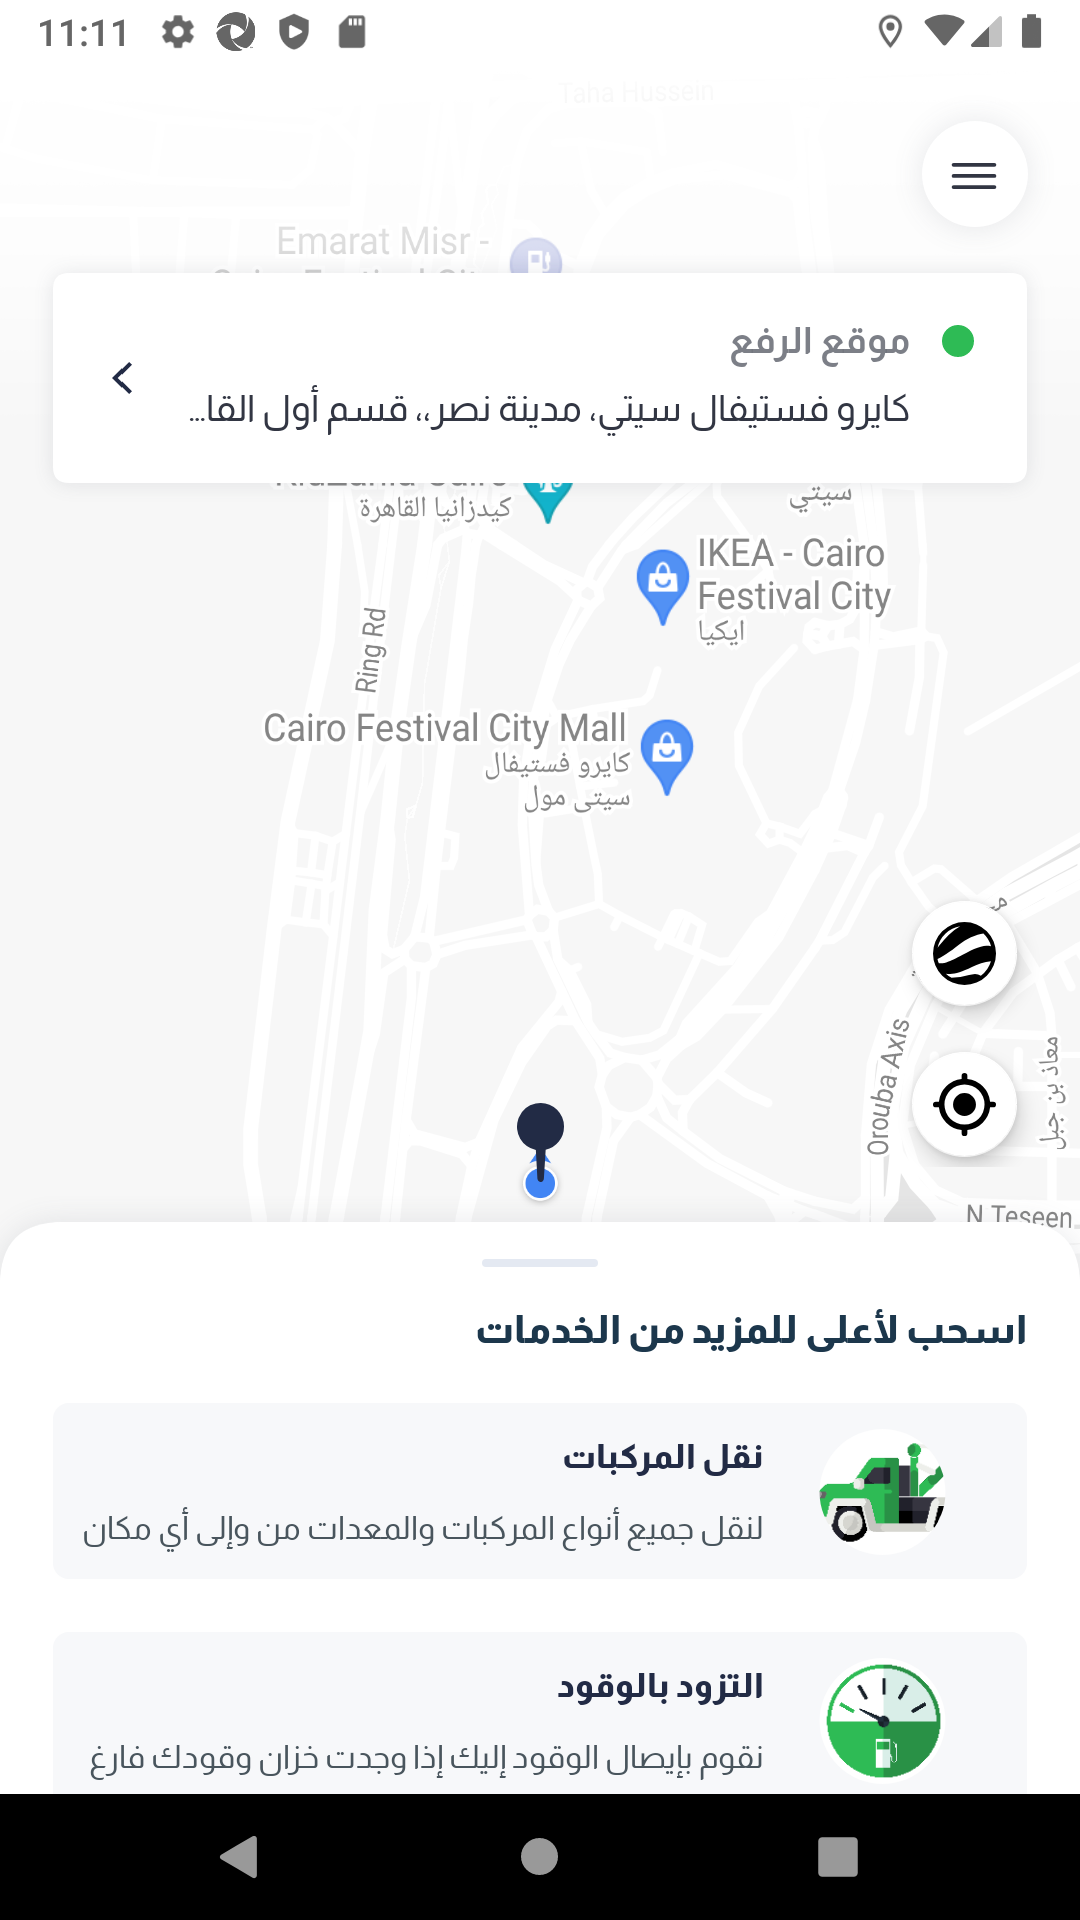 11:11
Taha Hussein
Emarat Misr -
موقع الرفع
كايرو فستيفال سيتي، مدينة نصر،، قسم أول القا...
سيتي
كيدزانيا القاهرة
IKEA - Cairo
Festival City
ايكيا
Ring Rd
Cairo Festival City Mall
كايرو فستيفال
سيتى مول
Orouba Axis
معاذ بن جبل
N Teseen
اسحب لأعلى للمزيد من الخدمات
نقل المركبات
لنقل جميع أنواع المركبات والمعدات من وإلى أي مكان
التزود بالوقود
نقوم بإيصال الوقود إليك إذا وجدت خزان وقودك فارغ